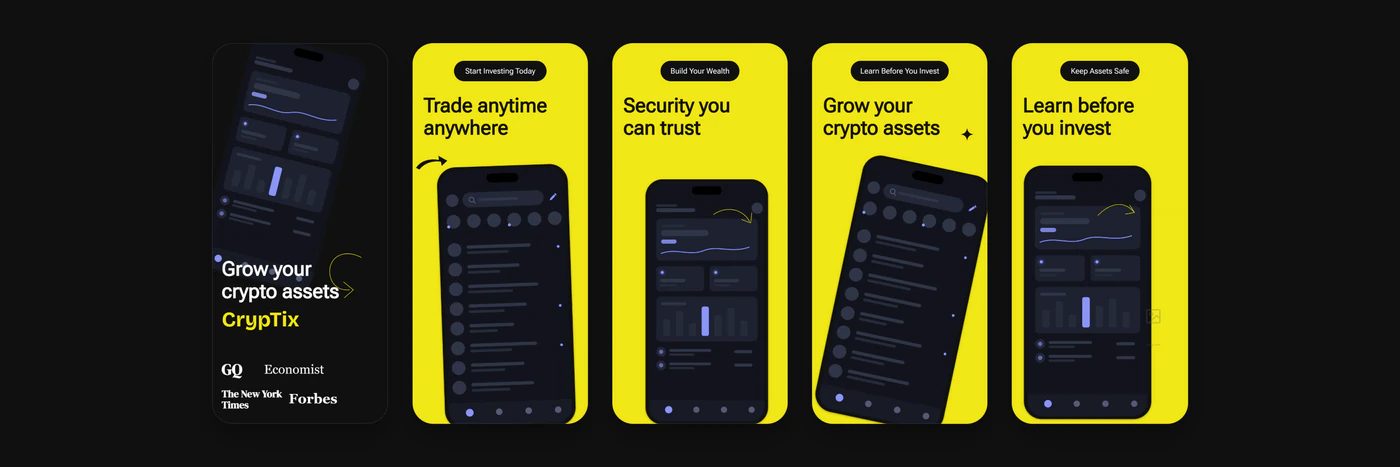 Grow your
crypto assets
CrypTix
GQ
Economist
The New York
Times
Forbes
Start Investing Today
Trade anytime
anywhere
Build Your Wealth
Security you
can trust
Learn Before You Invest
Grow your
crypto assets
Keep Assets Safe
Learn before
you invest